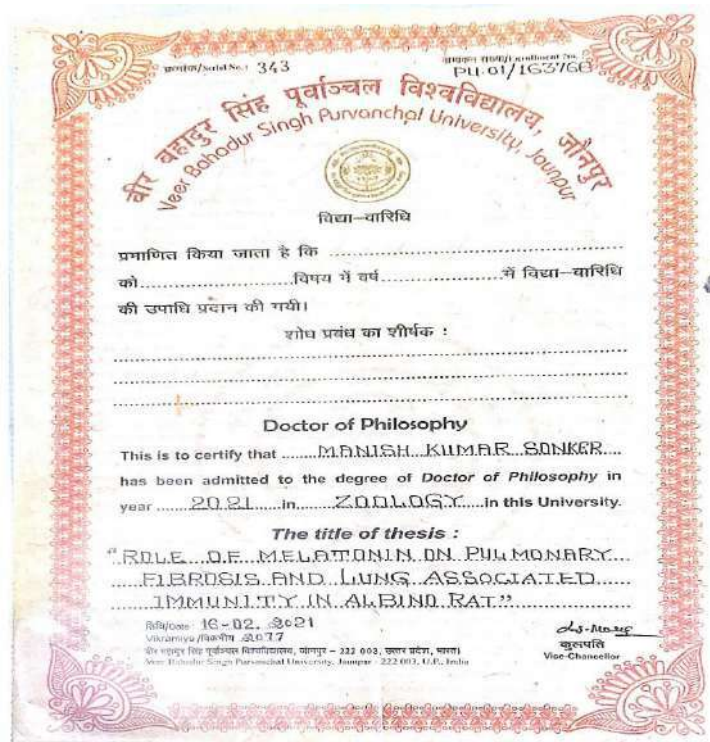 क्रमांक/Serial No.: 343
नामांकन संख्या/Enrolment No.
PU-01/163760
वीर बहादुर सिंह पूर्वाञ्चल विश्वविद्यालय, जौनपुर
Veer Bahadur Singh Purvanchal University, Jaunpur
विद्या-वारिधि
प्रमाणित किया जाता है कि ........................................
को.......................विषय में वर्ष..................में विद्या-वारिधि
की उपाधि प्रदान की गयी।
शोध प्रबंध का शीर्षक :
Doctor of Philosophy
This is to certify that ......MANISH KUMAR SONKER...
has been admitted to the degree of Doctor of Philosophy in
year ......2021.....in......ZOOLOGY....in this University.
The title of thesis :
"ROLE OF MELATONIN ON PULMONARY
FIBROSIS AND LUNG ASSOCIATED
IMMUNITY IN ALBINO RAT"
तिथि/Date 16-02-2021
Vikramiya/विक्रमीय 2077
वीर बहादुर सिंह पूर्वाञ्चल विश्वविद्यालय, जौनपुर - 222 003, उत्तर प्रदेश, भारत।
Veer Bahadur Singh Purvanchal University, Jaunpur - 222 003, U.P., India
कुलपति
Vice-Chancellor